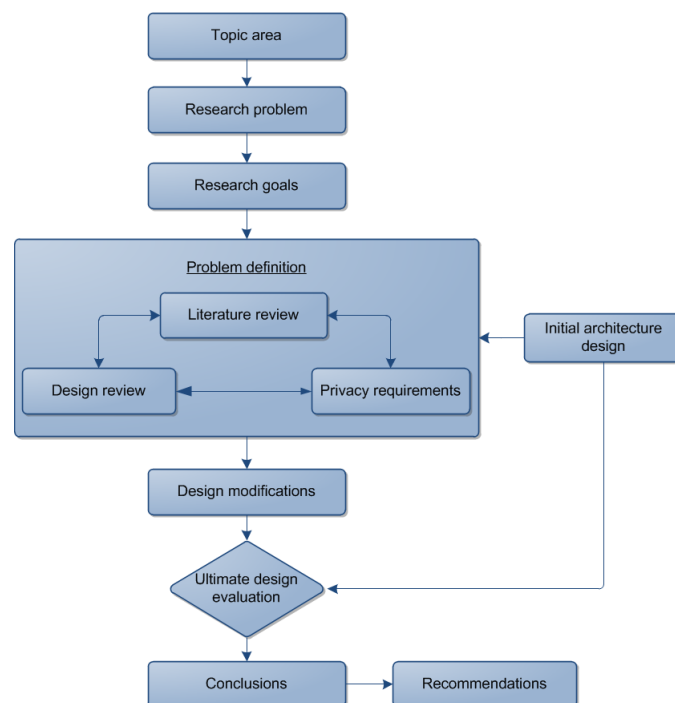 Topic area
Research problem
Research goals
Problem definition
Literature review
Initial architecture
design
Design review
Privacy requirements
Design modifications
Ultimate design
evaluation
Conclusions
Recommendations